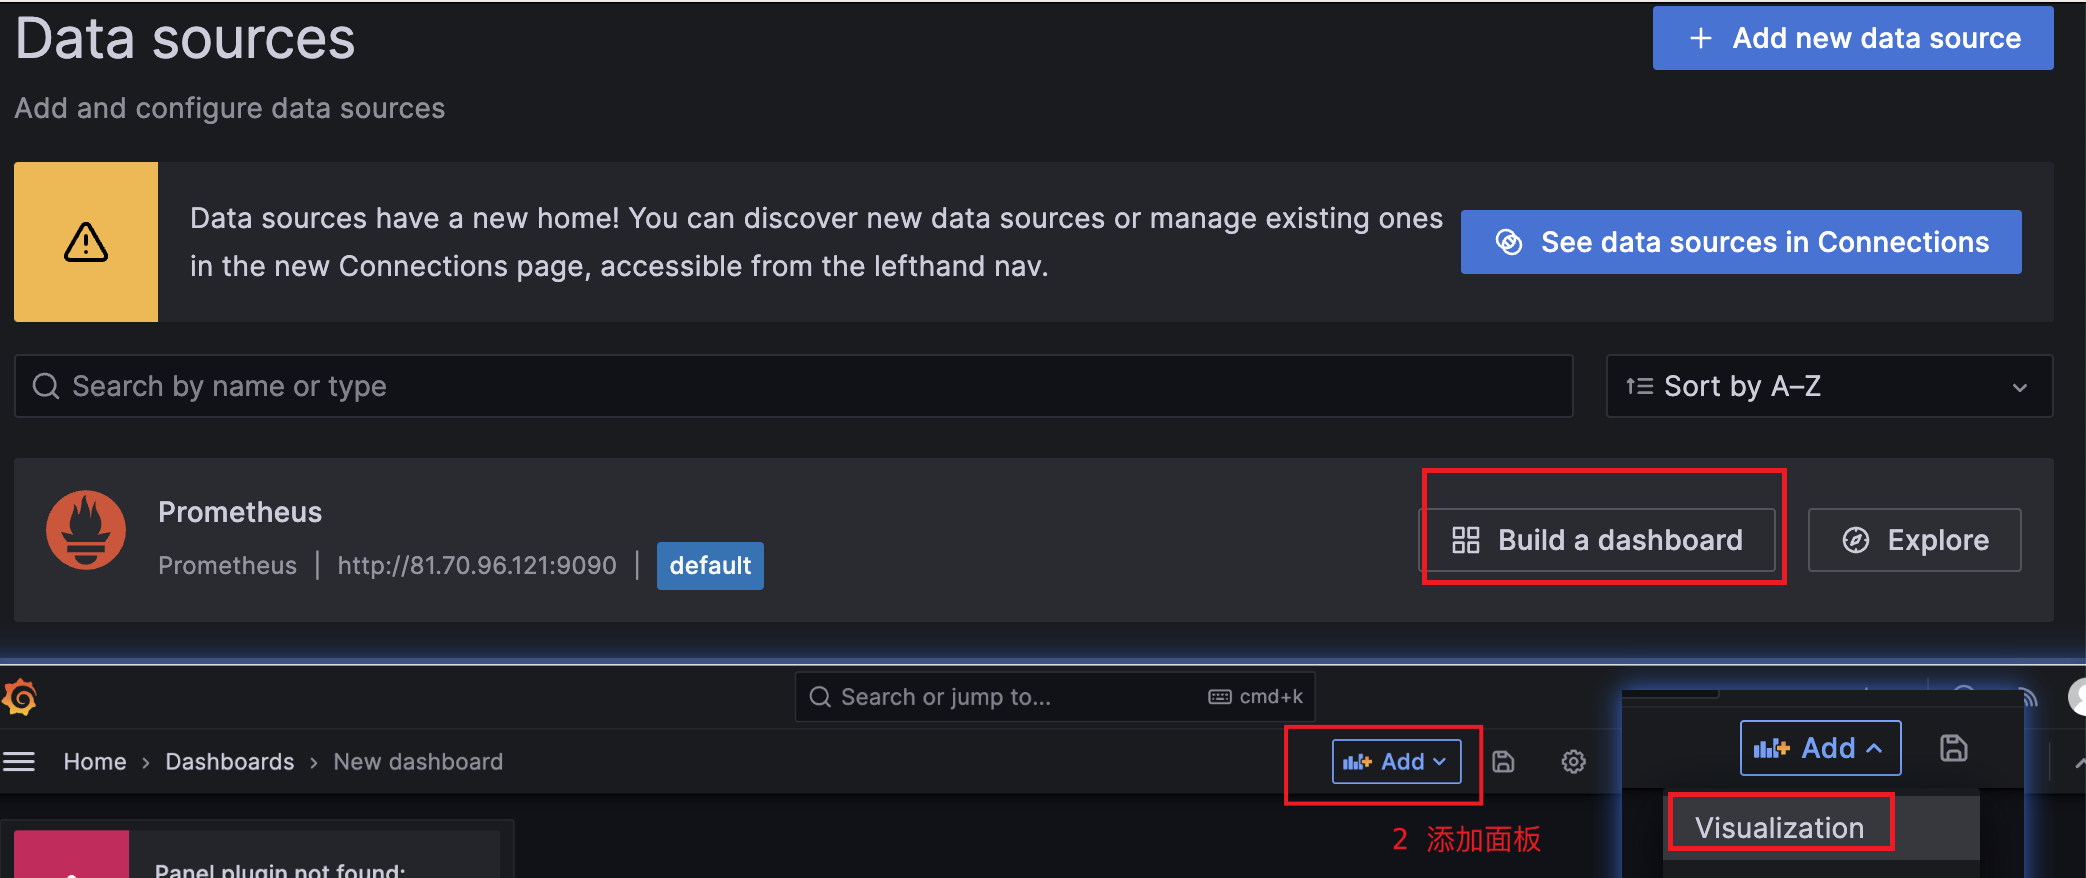 Data sources
+ Add new data source
Add and configure data sources
Data sources have a new home! You can discover new data sources or manage existing ones
in the new Connections page, accessible from the lefthand nav.
See data sources in Connections
Search by name or type
Sort by A–Z
Prometheus
Prometheus | http://81.70.96.121:9090 | default
Build a dashboard
Explore
Search or jump to...
cmd+k
Home › Dashboards › New dashboard
Add
Add
Visualization
2 添加面板
Panel plugin not found: